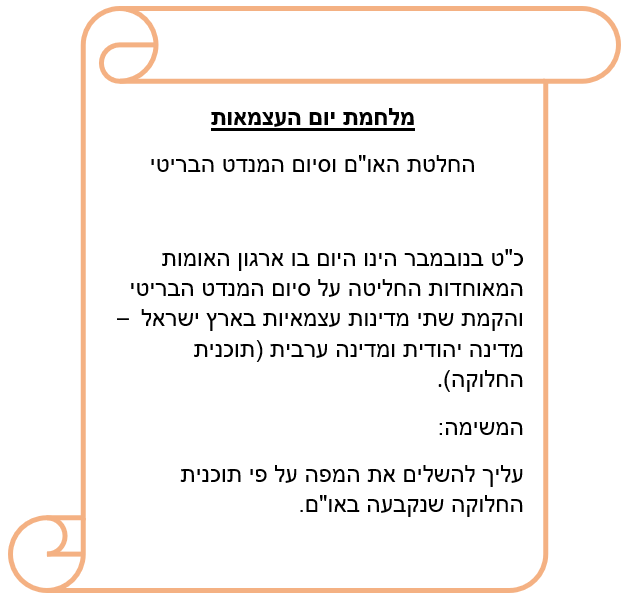 מלחמת יום העצמאות
החלטת האו"ם וסיום המנדט הבריטי
כ"ט בנובמבר הינו היום בו ארגון האומות
המאוחדות החליטה על סיום המנדט הבריטי
והקמת שתי מדינות עצמאיות בארץ ישראל –
מדינה יהודית ומדינה ערבית (תוכנית
החלוקה).
המשימה:
עליך להשלים את המפה על פי תוכנית
החלוקה שנקבעה באו"ם.